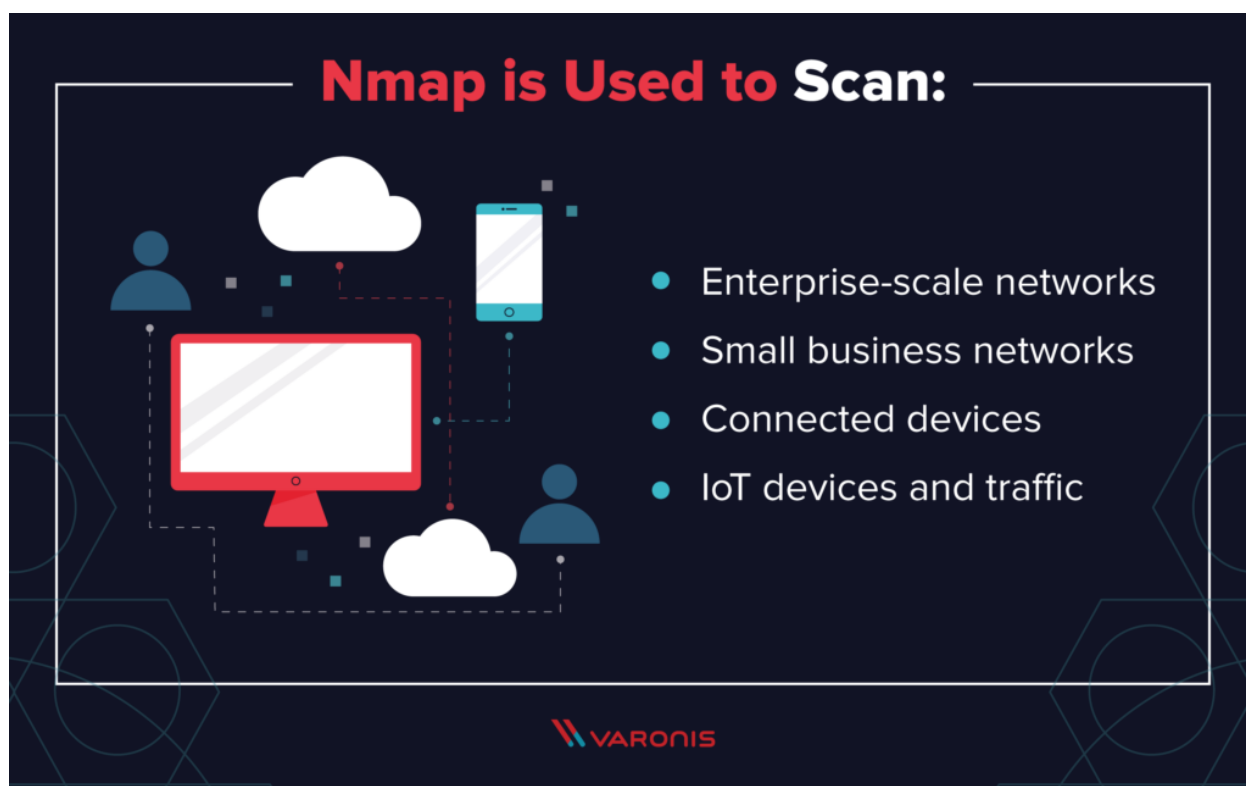 Nmap is Used to Scan:
Enterprise-scale networks
Small business networks
Connected devices
IoT devices and traffic
VARONIS